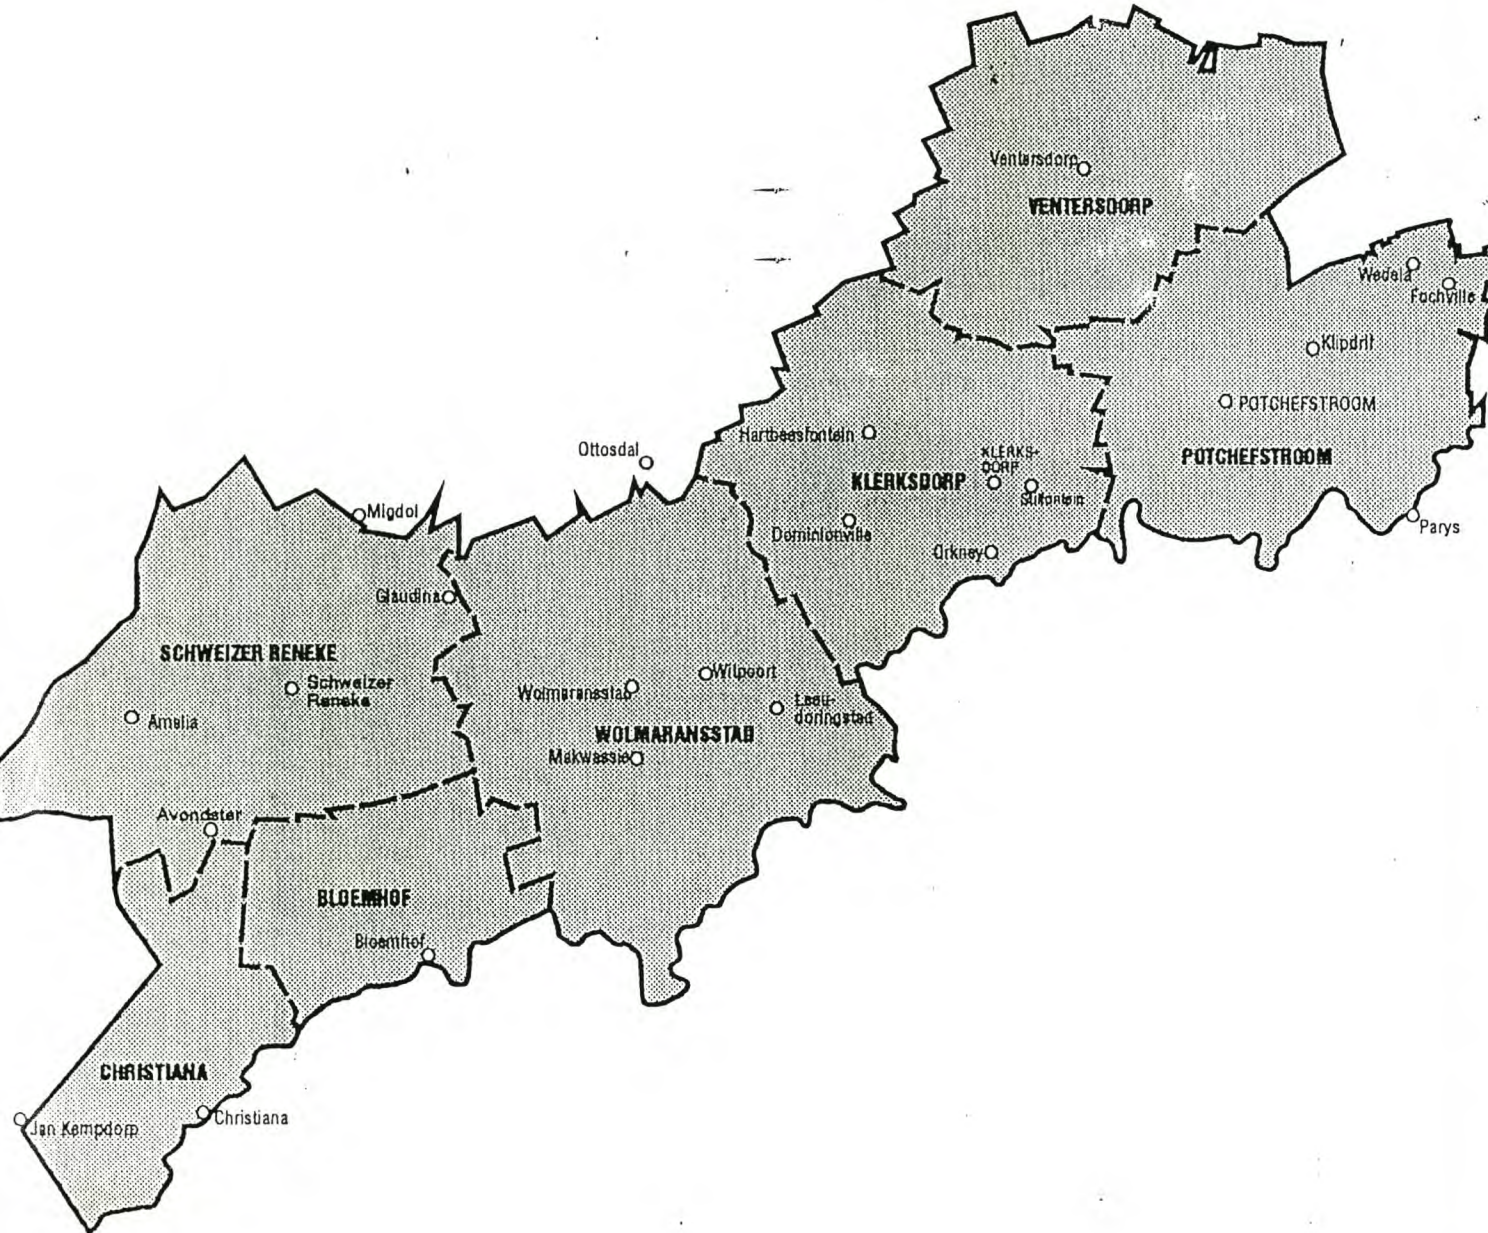 Ventersdorp
VENTERSDORP
Wedela
Fochville
Klipdrif
POTCHEFSTROOM
POTCHEFSTROOM
Parys
Hartbeesfontein
KLERKS-
DORP
KLERKSDORP
Stilfontein
Dominionville
Orkney
Ottosdal
Migdol
Glaudina
SCHWEIZER RENEKE
Schweizer
Reneke
Amalia
Wolmaransstad
Witpoort
Leeu-
doringstad
WOLMARANSSTAD
Makwassie
Avondster
BLOEMHOF
Bloemhof
CHRISTIANA
Christiana
Jan Kempdorp